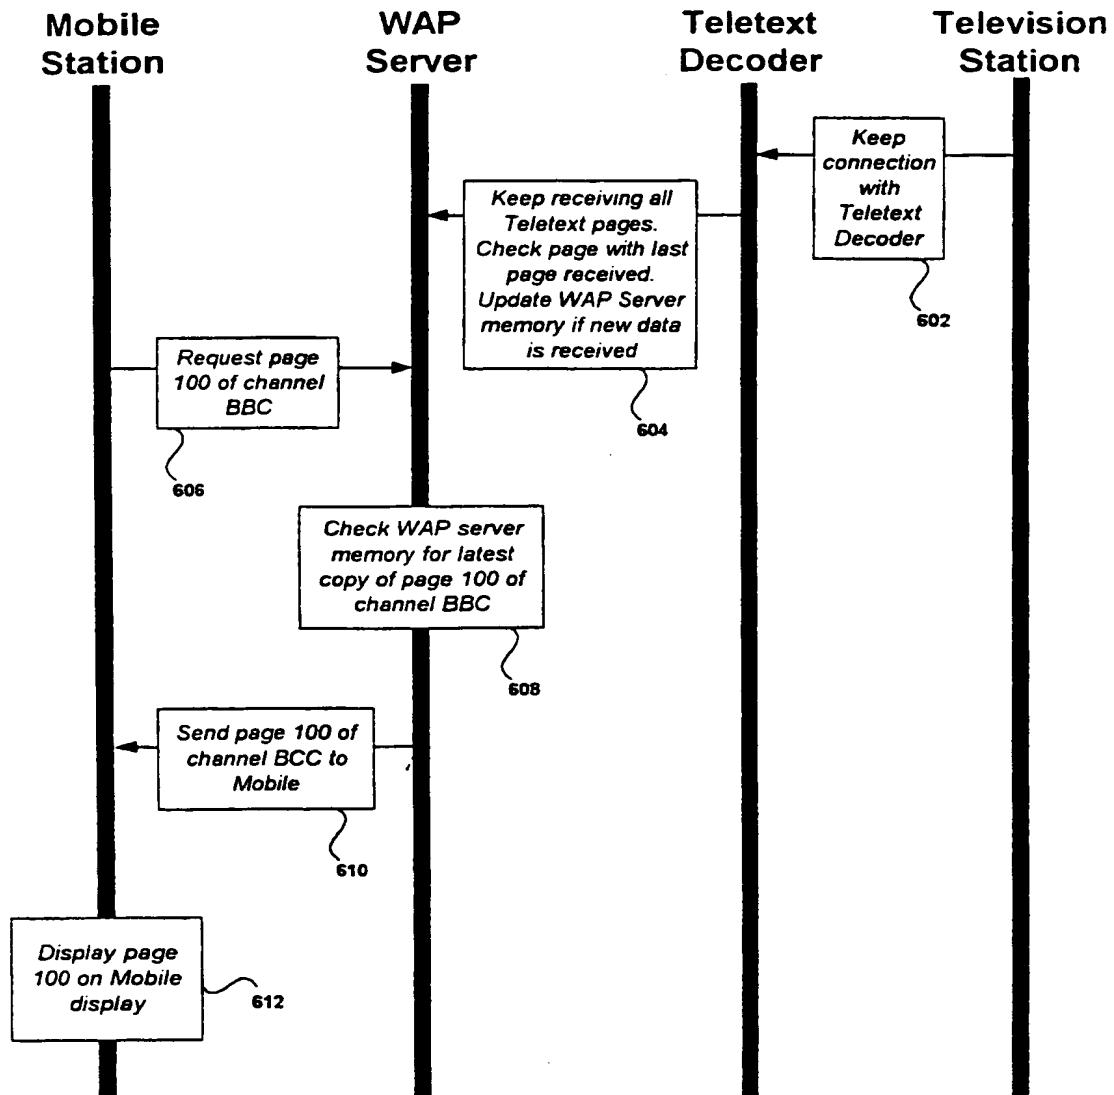 Mobile
Station
WAP
Server
Teletext
Decoder
Television
Station
Keep
connection
with
Teletext
Decoder
602
Keep receiving all
Teletext pages.
Check page with last
page received.
Update WAP Server
memory if new data
is received
604
Request page
100 of channel
BBC
606
Check WAP server
memory for latest
copy of page 100 of
channel BBC
608
Send page 100 of
channel BCC to
Mobile
610
Display page
100 on Mobile
display
612